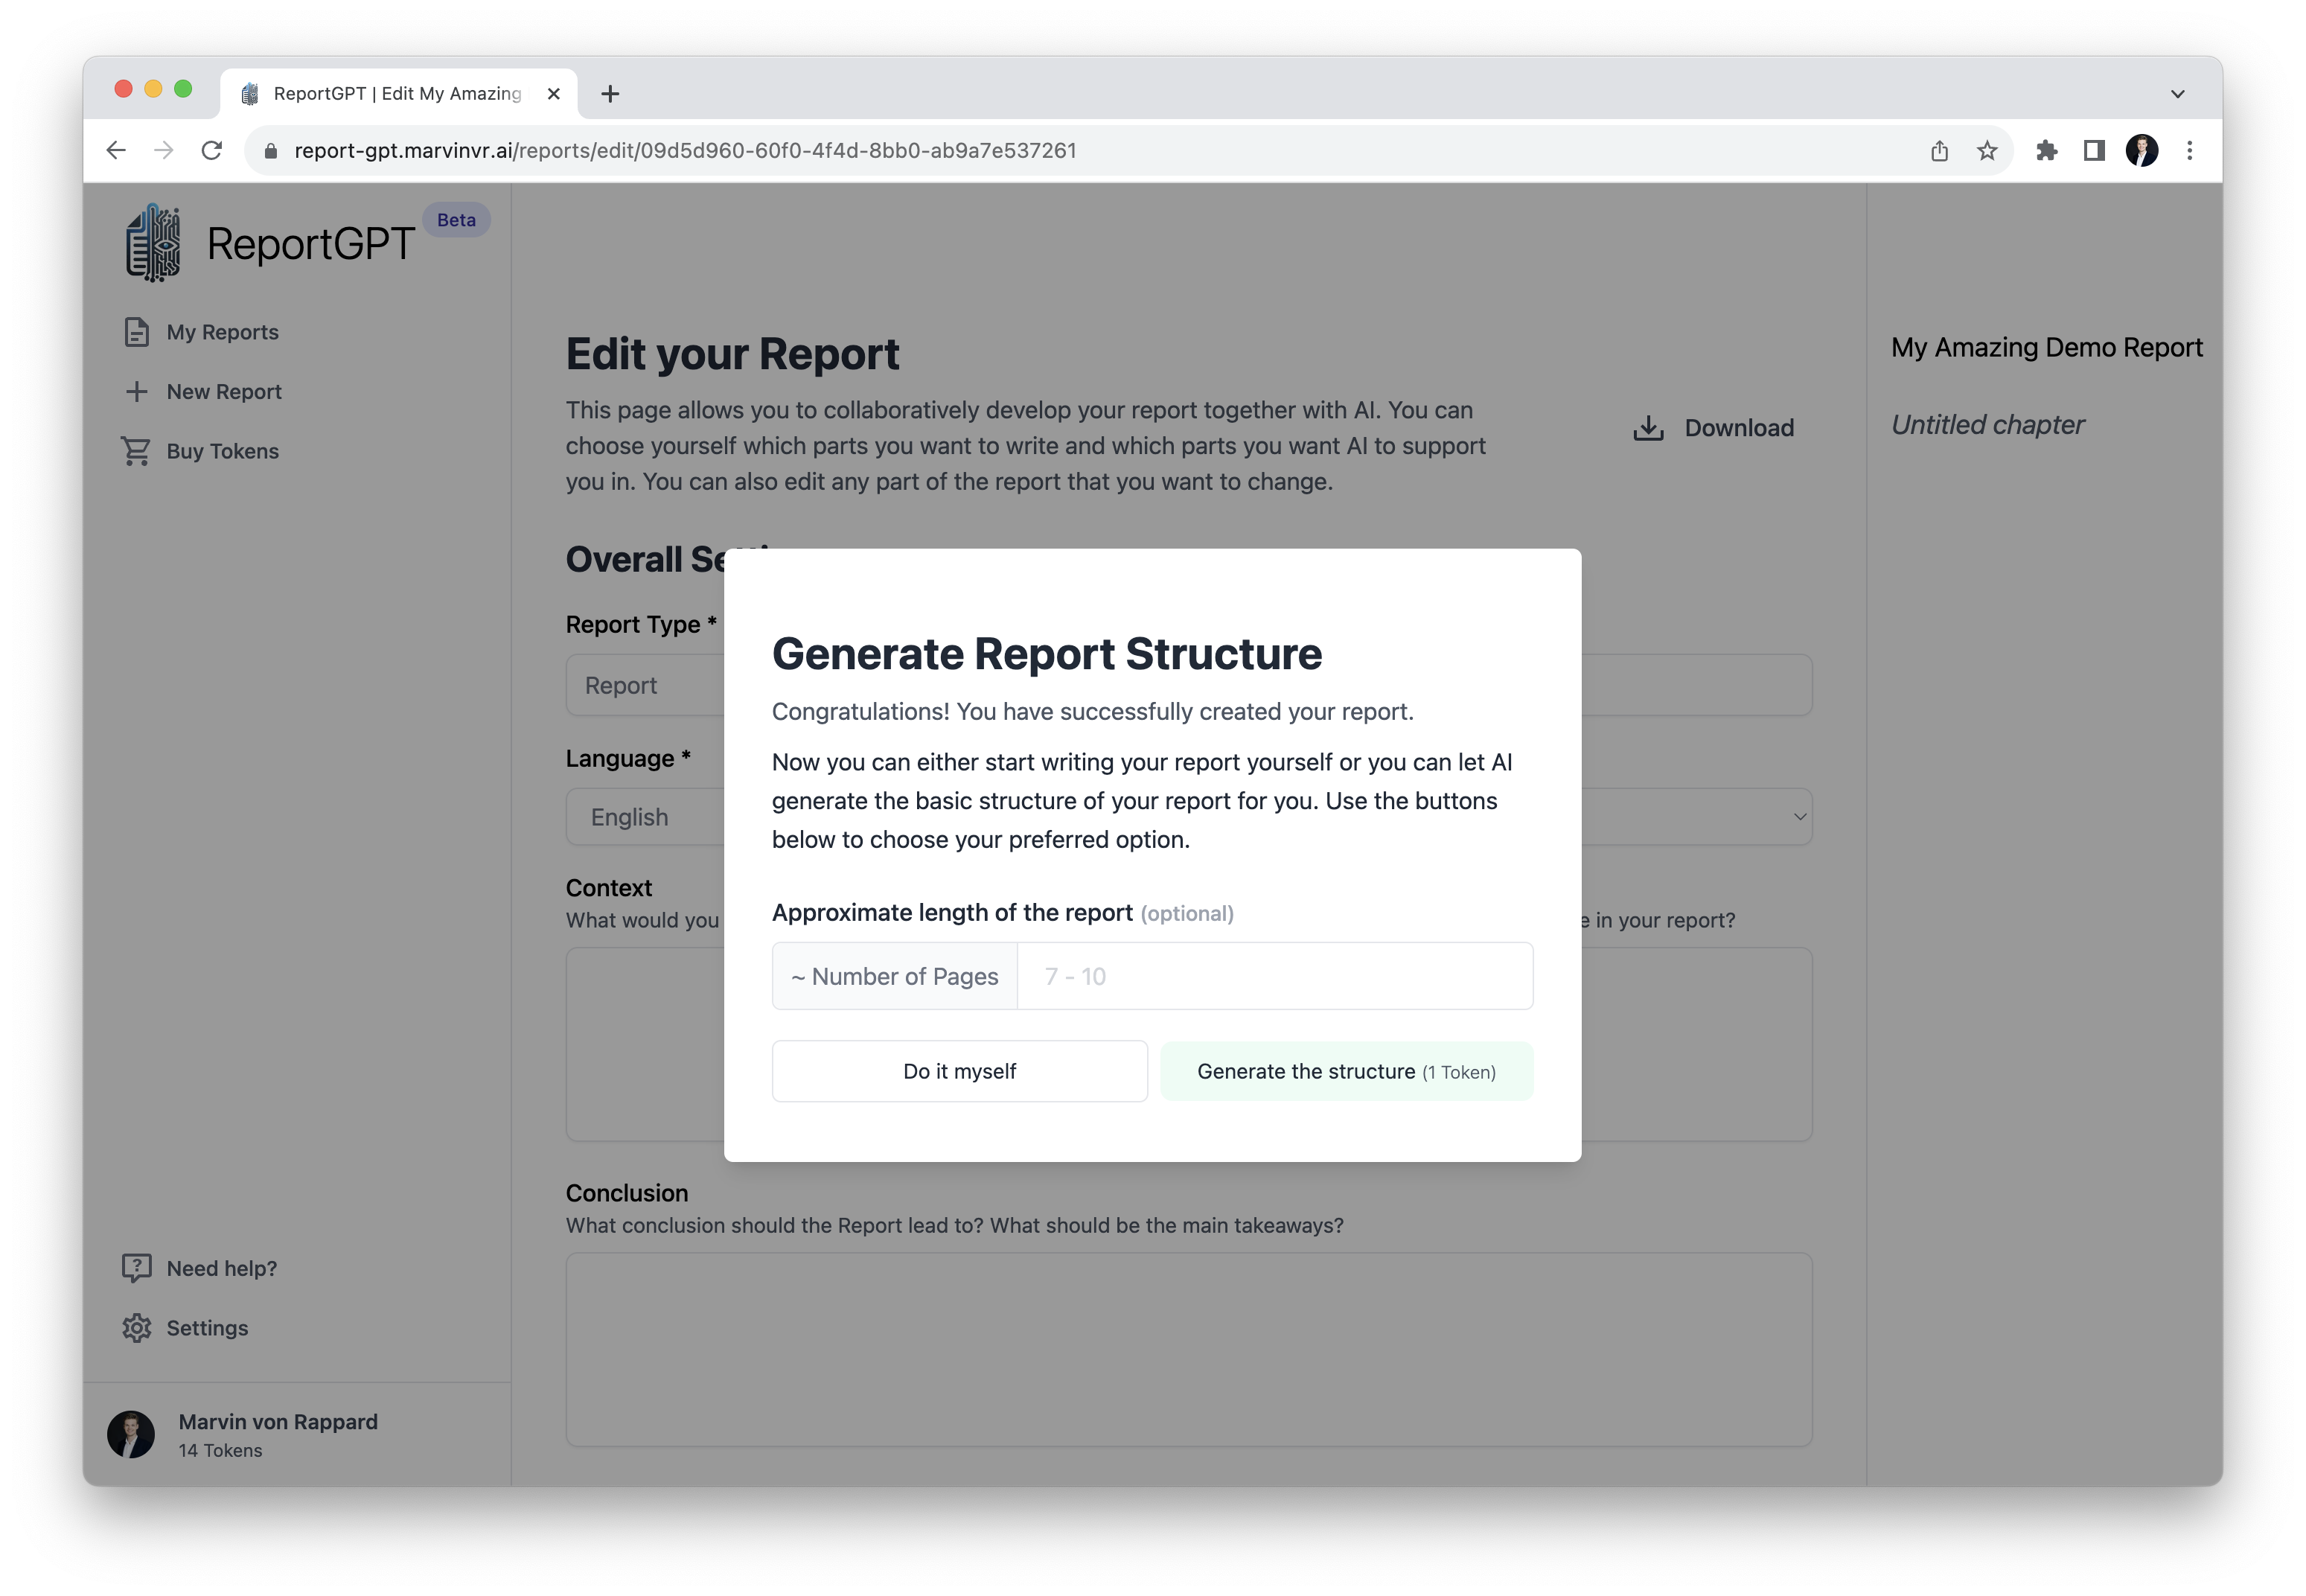 ReportGPT | Edit My Amazing
report-gpt.marvinvr.ai/reports/edit/09d5d960-60f0-4f4d-8bb0-ab9a7e537261
ReportGPT
Beta
My Reports
New Report
Buy Tokens
Need help?
Settings
Marvin von Rappard
14 Tokens
Edit your Report
This page allows you to collaboratively develop your report together with AI. You can
choose yourself which parts you want to write and which parts you want AI to support
you in. You can also edit any part of the report that you want to change.
Download
Overall
Report Type *
Report
Language *
English
Context
What would you
in your report?
Conclusion
What conclusion should the Report lead to? What should be the main takeaways?
Generate Report Structure
Congratulations! You have successfully created your report.
Now you can either start writing your report yourself or you can let AI
generate the basic structure of your report for you. Use the buttons
below to choose your preferred option.
Approximate length of the report (optional)
~ Number of Pages
7 - 10
Do it myself
Generate the structure (1 Token)
My Amazing Demo Report
Untitled chapter